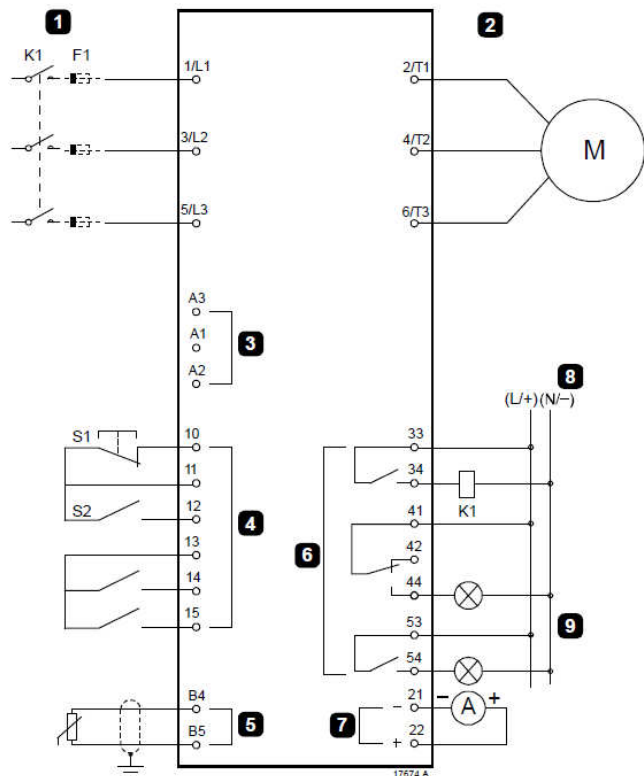 1
2
K1
F1
1/L1
2/T1
3/L2
4/T2
M
5/L3
6/T3
A3
A1
3
A2
8
(L/+)(N/−)
S1
10
33
11
34
K1
S2
12
4
41
13
6
42
14
44
15
53
9
54
B4
21
− A +
5
7
−
B5
22
+
17674 A